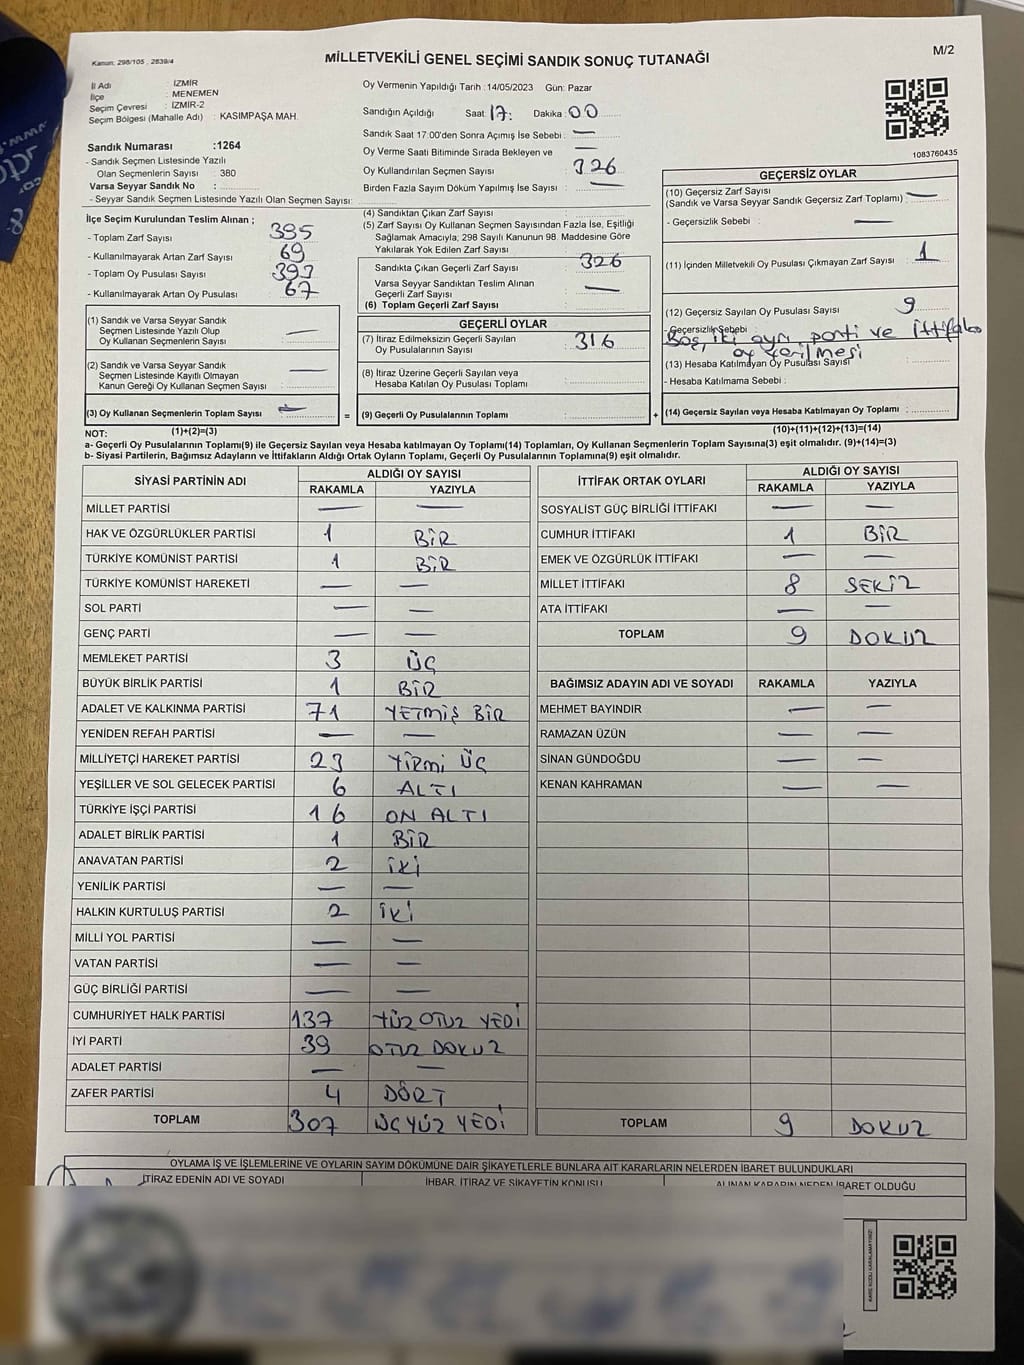 Kanun: 298/105 , 2839/4
MİLLETVEKİLİ GENEL SEÇİMİ SANDIK SONUÇ TUTANAĞI
M/2
İl Adı : İZMİR
İlçe : MENEMEN
Seçim Çevresi : İZMİR-2
Seçim Bölgesi (Mahalle Adı) : KASIMPAŞA MAH.
Sandık Numarası :1264
- Sandık Seçmen Listesinde Yazılı
Olan Seçmenlerin Sayısı : 380
Varsa Seyyar Sandık No :
- Seyyar Sandık Seçmen Listesinde Yazılı Olan Seçmen Sayısı:
Oy Vermenin Yapıldığı Tarih : 14/05/2023 Gün: Pazar
Sandığın Açıldığı Saat: 17: Dakika: 00
Sandık Saat 17:00'den Sonra Açımış İse Sebebi : —
Oy Verme Saati Bitiminde Sırada Bekleyen ve —
Oy Kullandırılan Seçmen Sayısı 326
Birden Fazla Sayım Döküm Yapılmış İse Sayısı : —
1083760435
İlçe Seçim Kurulundan Teslim Alınan ;
- Toplam Zarf Sayısı : 395
- Kullanılmayarak Artan Zarf Sayısı : 69
- Toplam Oy Pusulası Sayısı : 393
- Kullanılmayarak Artan Oy Pusulası : 67
(1) Sandık ve Varsa Seyyar Sandık
Seçmen Listesinde Yazılı Olup
Oy Kullanan Seçmenlerin Sayısı : —
(2) Sandık ve Varsa Seyyar Sandık
Seçmen Listesinde Kayıtlı Olmayan
Kanun Gereği Oy Kullanan Seçmen Sayısı : —
(3) Oy Kullanan Seçmenlerin Toplam Sayısı :
(1)+(2)=(3)
(4) Sandıktan Çıkan Zarf Sayısı :
(5) Zarf Sayısı Oy Kullanan Seçmen Sayısından Fazla İse, Eşitliği
Sağlamak Amacıyla; 298 Sayılı Kanunun 98. Maddesine Göre
Yakılarak Yok Edilen Zarf Sayısı :
Sandıkta Çıkan Geçerli Zarf Sayısı : 326
Varsa Seyyar Sandıktan Teslim Alınan
Geçerli Zarf Sayısı : —
(6) Toplam Geçerli Zarf Sayısı :
GEÇERLİ OYLAR
(7) İtiraz Edilmeksizin Geçerli Sayılan
Oy Pusulalarının Sayısı : 316
(8) İtiraz Üzerine Geçerli Sayılan veya
Hesaba Katılan Oy Pusulası Toplamı :
= (9) Geçerli Oy Pusulalarının Toplamı : +
GEÇERSİZ OYLAR
(10) Geçersiz Zarf Sayısı : —
(Sandık ve Varsa Seyyar Sandık Geçersiz Zarf Toplamı)
- Geçersizlik Sebebi : —
(11) İçinden Milletvekili Oy Pusulası Çıkmayan Zarf Sayısı : 1
(12) Geçersiz Sayılan Oy Pusulası Sayısı : 9
-Geçersizlik Sebebi :
Boş, iki ayrı parti ve ittifaka
oy verilmesi
(13) Hesaba Katılmayan Oy Pusulası Sayısı
- Hesaba Katılmama Sebebi :
(14) Geçersiz Sayılan veya Hesaba Katılmayan Oy Toplamı :
(10)+(11)+(12)+(13)=(14)
NOT:
a- Geçerli Oy Pusulalarının Toplamı(9) ile Geçersiz Sayılan veya Hesaba katılmayan Oy Toplamı(14) Toplamları, Oy Kullanan Seçmenlerin Toplam Sayısına(3) eşit olmalıdır. (9)+(14)=(3)
b- Siyasi Partilerin, Bağımsız Adayların ve İttifakların Aldığı Ortak Oyların Toplamı, Geçerli Oy Pusulalarının Toplamına(9) eşit olmalıdır.
SİYASİ PARTİNİN ADI ALDIĞI OY SAYISI
RAKAMLA YAZIYLA
MİLLET PARTİSİ — —
HAK VE ÖZGÜRLÜKLER PARTİSİ 1 BİR
TÜRKİYE KOMÜNİST PARTİSİ 1 BİR
TÜRKİYE KOMÜNİST HAREKETİ — —
SOL PARTİ — —
GENÇ PARTİ — —
MEMLEKET PARTİSİ 3 ÜÇ
BÜYÜK BİRLİK PARTİSİ 1 BİR
ADALET VE KALKINMA PARTİSİ 71 YETMİŞ BİR
YENİDEN REFAH PARTİSİ — —
MİLLİYETÇİ HAREKET PARTİSİ 23 YİRMİ ÜÇ
YEŞİLLER VE SOL GELECEK PARTİSİ 6 ALTI
TÜRKİYE İŞÇİ PARTİSİ 16 ON ALTI
ADALET BİRLİK PARTİSİ 1 BİR
ANAVATAN PARTİSİ 2 İKİ
YENİLİK PARTİSİ — —
HALKIN KURTULUŞ PARTİSİ 2 İKİ
MİLLİ YOL PARTİSİ — —
VATAN PARTİSİ — —
GÜÇ BİRLİĞİ PARTİSİ — —
CUMHURİYET HALK PARTİSİ 137 YÜZ OTUZ YEDİ
İYİ PARTİ 39 OTUZ DOKUZ
ADALET PARTİSİ — —
ZAFER PARTİSİ 4 DÖRT
TOPLAM 307 ÜÇ YÜZ YEDİ
İTTİFAK ORTAK OYLARI ALDIĞI OY SAYISI
RAKAMLA YAZIYLA
SOSYALİST GÜÇ BİRLİĞİ İTTİFAKI — —
CUMHUR İTTİFAKI 1 BİR
EMEK VE ÖZGÜRLÜK İTTİFAKI — —
MİLLET İTTİFAKI 8 SEKİZ
ATA İTTİFAKI — —
TOPLAM 9 DOKUZ
BAĞIMSIZ ADAYIN ADI VE SOYADI RAKAMLA YAZIYLA
MEHMET BAYINDIR — —
RAMAZAN ÜZÜN — —
SİNAN GÜNDOĞDU — —
KENAN KAHRAMAN — —
TOPLAM 9 DOKUZ
OYLAMA İŞ VE İŞLEMLERİNE VE OYLARIN SAYIM DÖKÜMÜNE DAİR ŞİKAYETLERLE BUNLARA AİT KARARLARIN NELERDEN İBARET BULUNDUKLARI
İTİRAZ EDENİN ADI VE SOYADI İHBAR, İTİRAZ VE ŞİKAYETİN KONUSU ALINAN KARARIN NEDEN İBARET OLDUĞU
KARE KODU KARALAMAYINIZ!